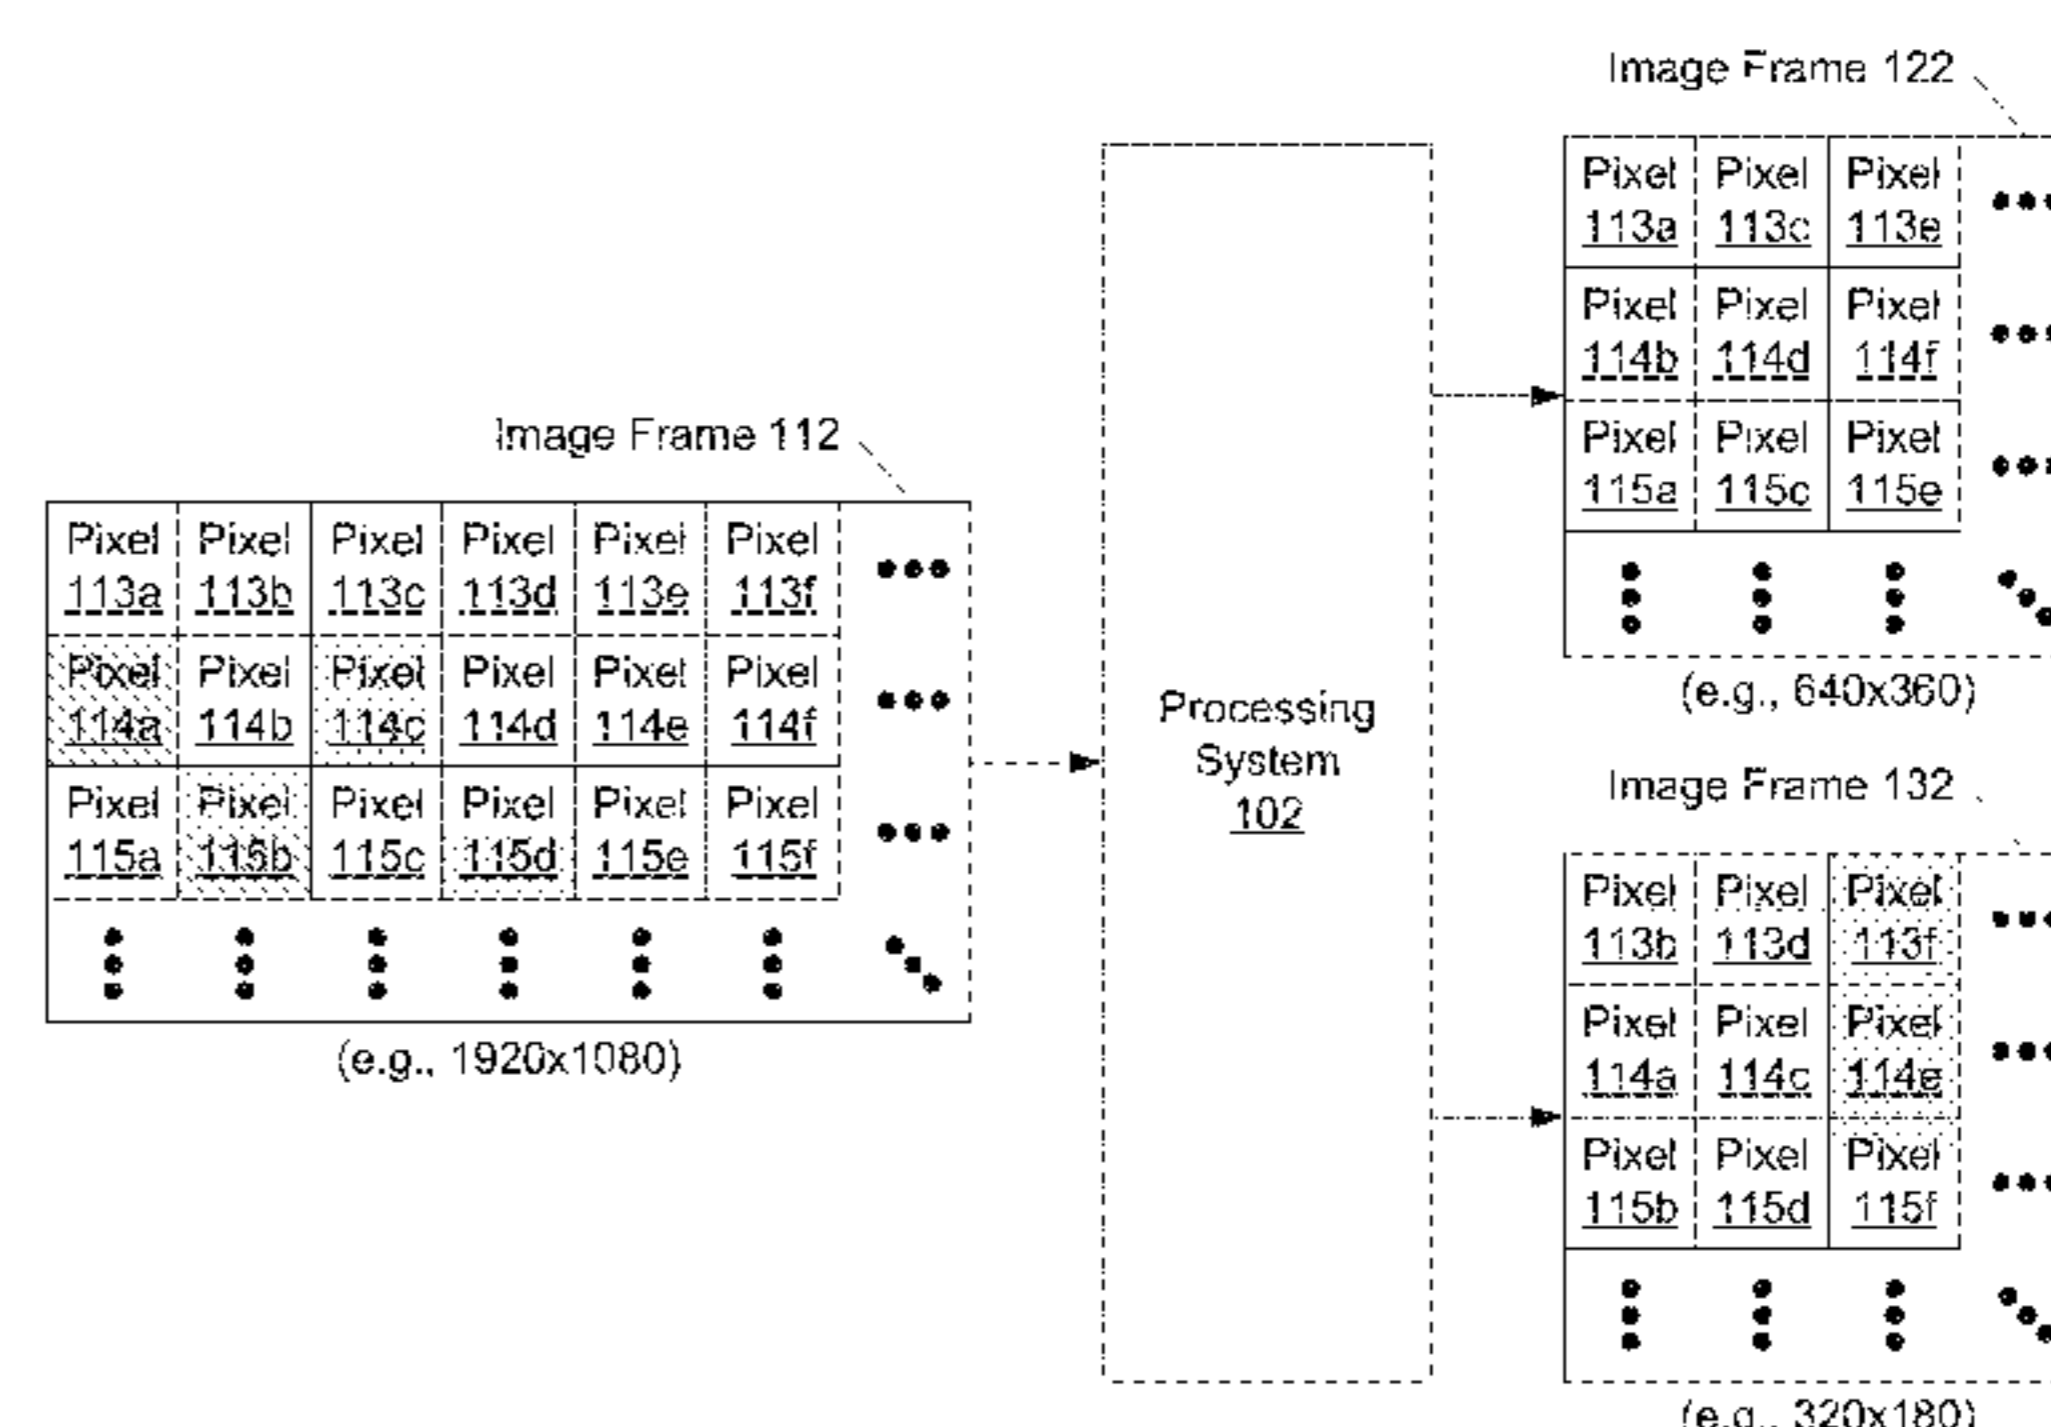 Image Frame 122
Pixel Pixel Pixel
113a 113c 113e
Pixel Pixel Pixel
114b 114d 114f
Pixel Pixel Pixel
115a 115c 115e
(e.g., 640x360)
Image Frame 112
Pixel Pixel Pixel Pixel Pixel Pixel
113a 113b 113c 113d 113e 113f
Pixel Pixel Pixel Pixel Pixel Pixel
114a 114b 114c 114d 114e 114f
Pixel Pixel Pixel Pixel Pixel Pixel
115a 115b 115c 115d 115e 115f
(e.g., 1920x1080)
Processing
System
102
Image Frame 132
Pixel Pixel Pixel
113b 113d 113f
Pixel Pixel Pixel
114a 114c 114e
Pixel Pixel Pixel
115b 115d 115f
(e.g., 320x180)